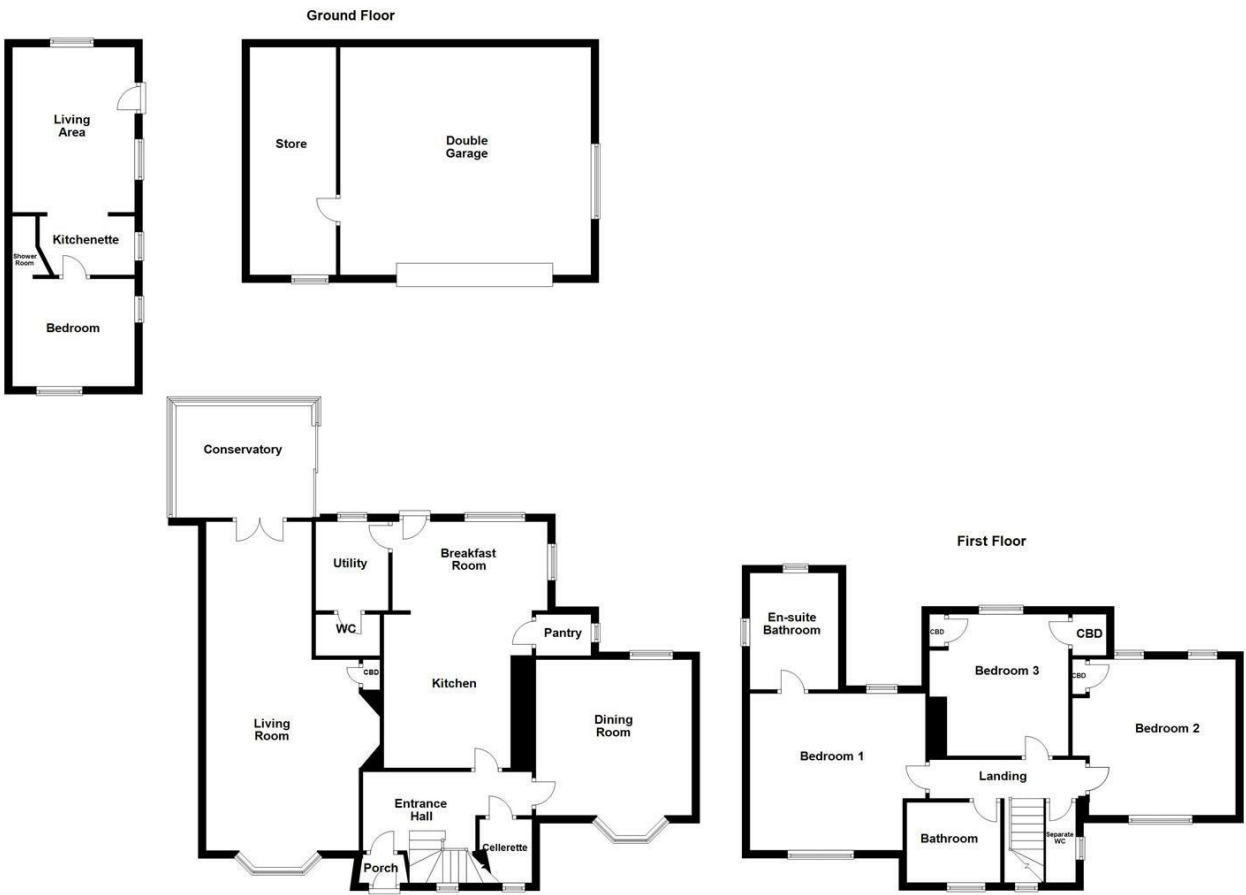 Ground Floor
Living
Area
Kitchenette
Shower
Room
Bedroom
Store
Double
Garage
Conservatory
Utility
Breakfast
Room
WC
Pantry
CBD
Kitchen
Living
Room
Dining
Room
Entrance
Hall
Cellerette
Porch
First Floor
En-suite
Bathroom
CBD
CBD
Bedroom 3
CBD
Bedroom 2
Bedroom 1
Landing
Bathroom
Separate
WC